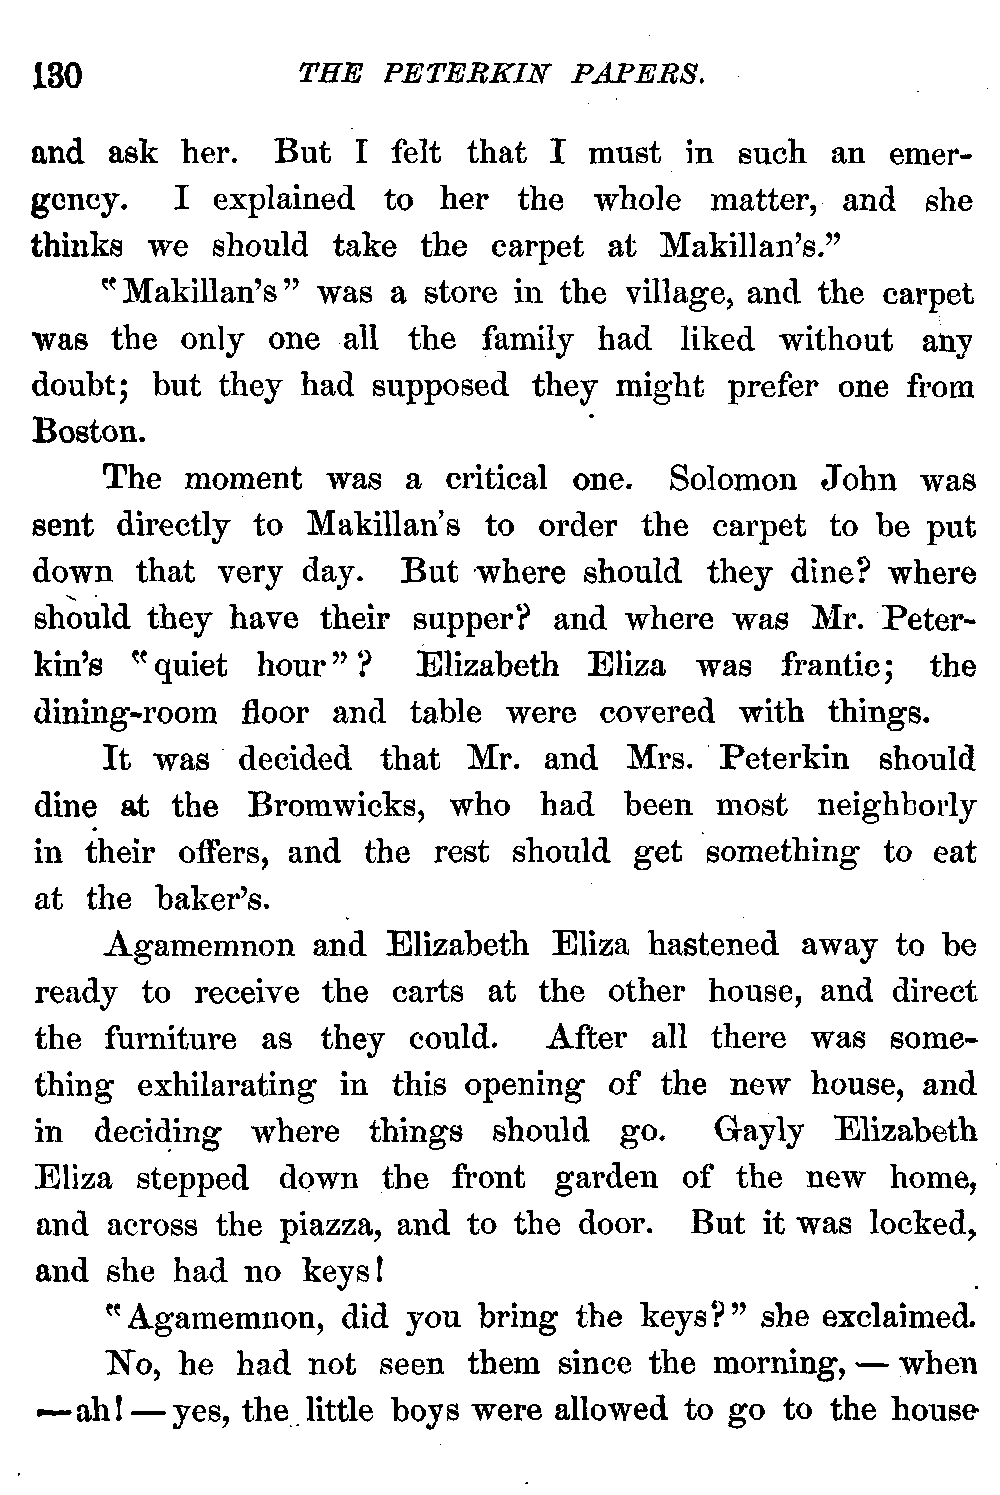 130 THE PETERKIN PAPERS.
and ask her. But I felt that I must in such an emer-
gency. I explained to her the whole matter, and she
thinks we should take the carpet at Makillan's."
"Makillan's" was a store in the village, and the carpet
was the only one all the family had liked without any
doubt; but they had supposed they might prefer one from
Boston.
The moment was a critical one. Solomon John was
sent directly to Makillan's to order the carpet to be put
down that very day. But where should they dine? where
should they have their supper? and where was Mr. Peter-
kin's "quiet hour"? Elizabeth Eliza was frantic; the
dining-room floor and table were covered with things.
It was decided that Mr. and Mrs. Peterkin should
dine at the Bromwicks, who had been most neighborly
in their offers, and the rest should get something to eat
at the baker's.
Agamemnon and Elizabeth Eliza hastened away to be
ready to receive the carts at the other house, and direct
the furniture as they could. After all there was some-
thing exhilarating in this opening of the new house, and
in deciding where things should go. Gayly Elizabeth
Eliza stepped down the front garden of the new home,
and across the piazza, and to the door. But it was locked,
and she had no keys!
"Agamemnon, did you bring the keys?" she exclaimed.
No, he had not seen them since the morning, — when
— ah! — yes, the little boys were allowed to go to the house